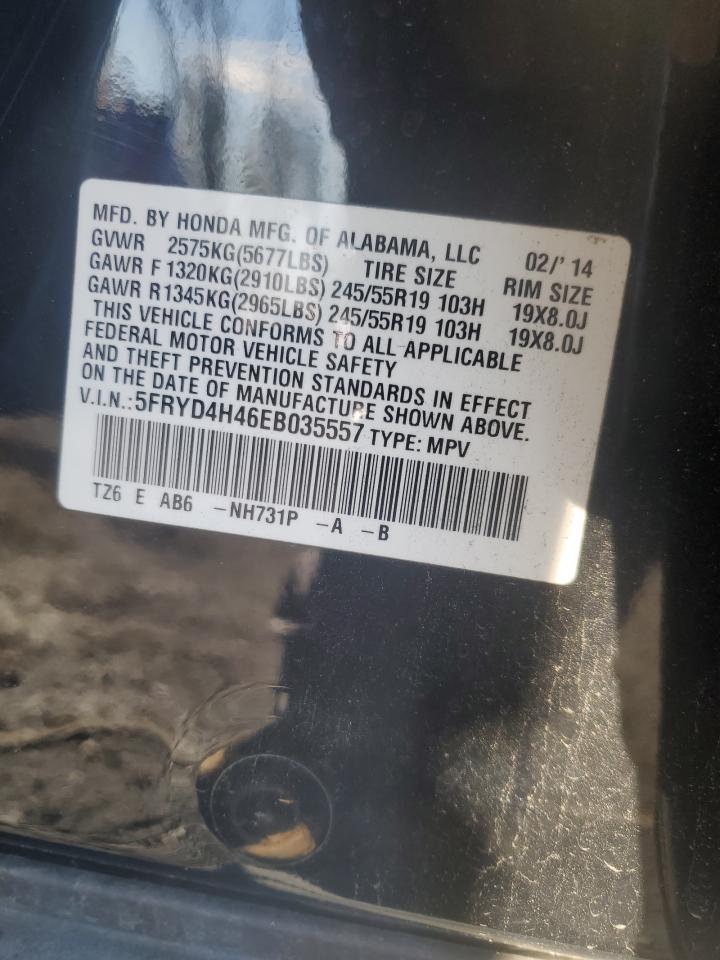 MFD. BY HONDA MFG. OF ALABAMA, LLC 02/' 14
GVWR 2575KG(5677LBS) TIRE SIZE RIM SIZE
GAWR F 1320KG(2910LBS) 245/55R19 103H 19X8.0J
GAWR R 1345KG(2965LBS) 245/55R19 103H 19X8.0J
THIS VEHICLE CONFORMS TO ALL APPLICABLE
FEDERAL MOTOR VEHICLE SAFETY
AND THEFT PREVENTION STANDARDS IN EFFECT
ON THE DATE OF MANUFACTURE SHOWN ABOVE.
V.I.N.: 5FRYD4H46EB035557 TYPE: MPV
TZ6 E AB6 -NH731P -A -B